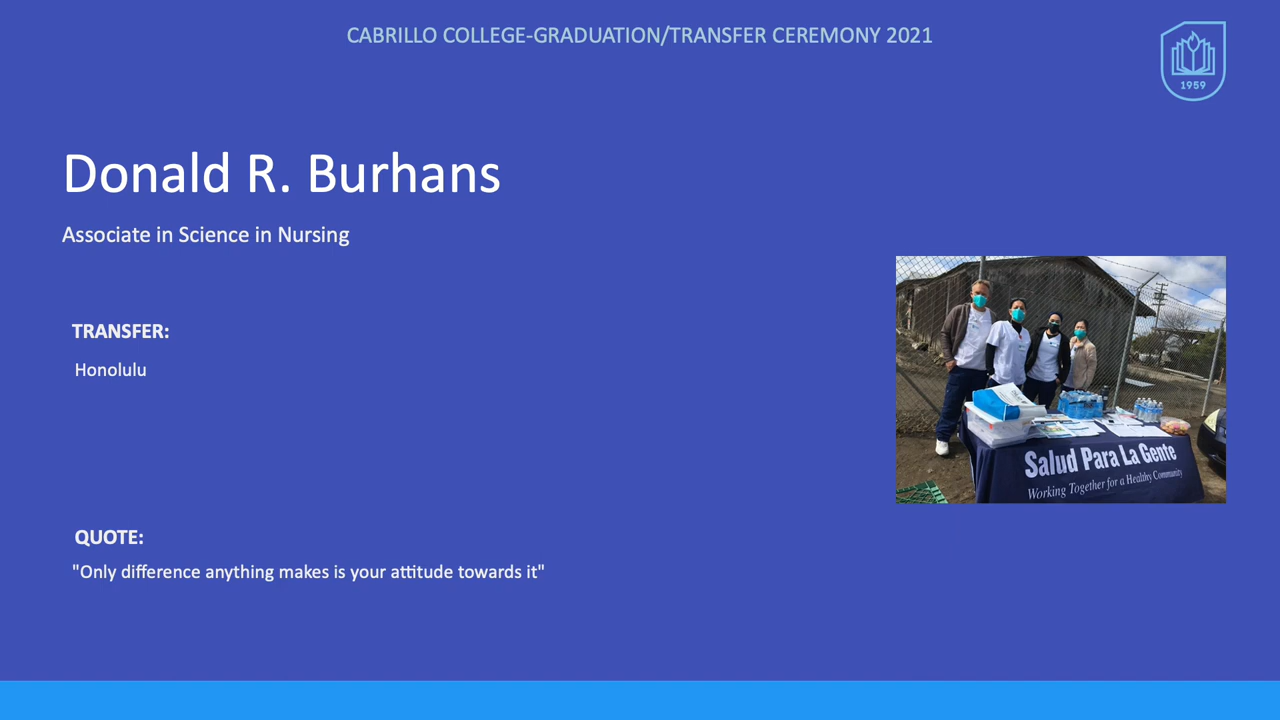 CABRILLO COLLEGE-GRADUATION/TRANSFER CEREMONY 2021
1959
Donald R. Burhans
Associate in Science in Nursing
TRANSFER:
Honolulu
Salud Para La Gente
Working Together for a Healthy Community
QUOTE:
"Only difference anything makes is your attitude towards it"